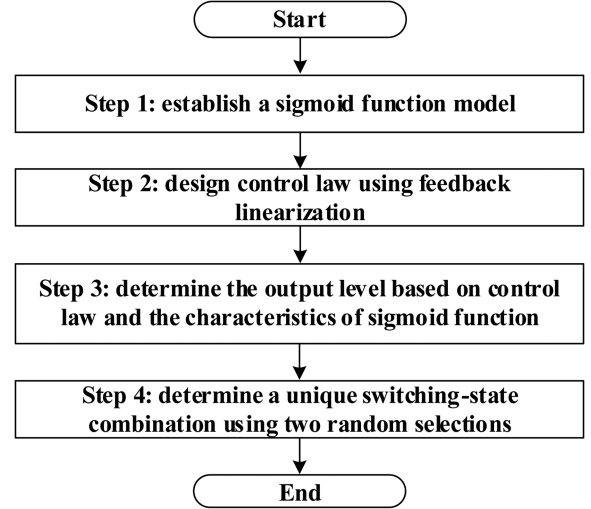 Start
Step 1: establish a sigmoid function model
Step 2: design control law using feedback
linearization
Step 3: determine the output level based on control
law and the characteristics of sigmoid function
Step 4: determine a unique switching-state
combination using two random selections
End